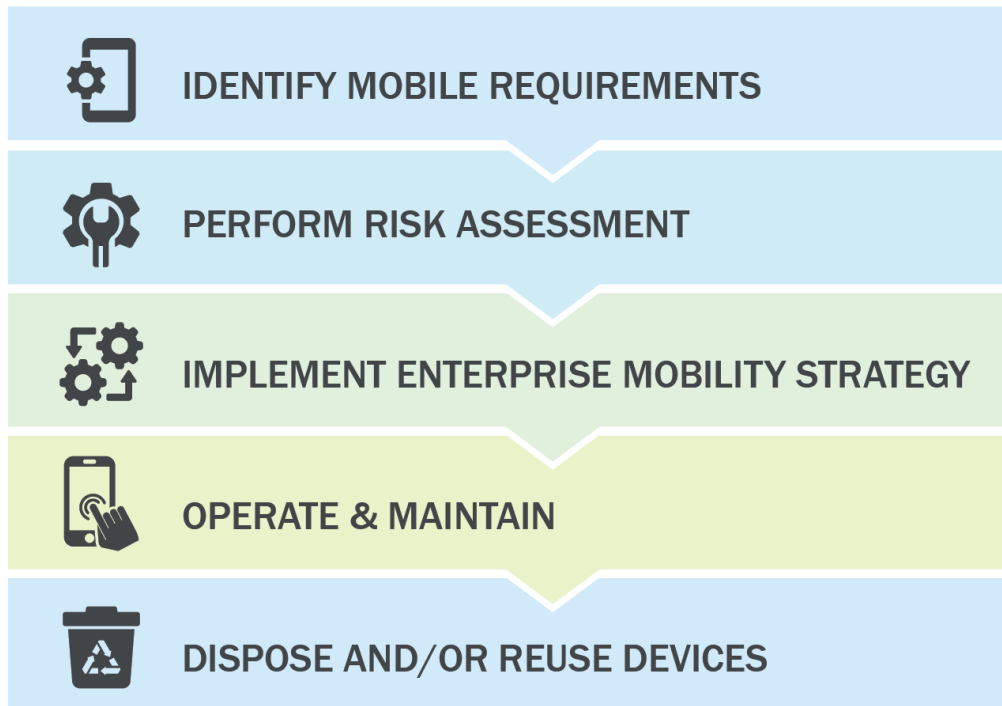 IDENTIFY MOBILE REQUIREMENTS
PERFORM RISK ASSESSMENT
IMPLEMENT ENTERPRISE MOBILITY STRATEGY
OPERATE & MAINTAIN
DISPOSE AND/OR REUSE DEVICES